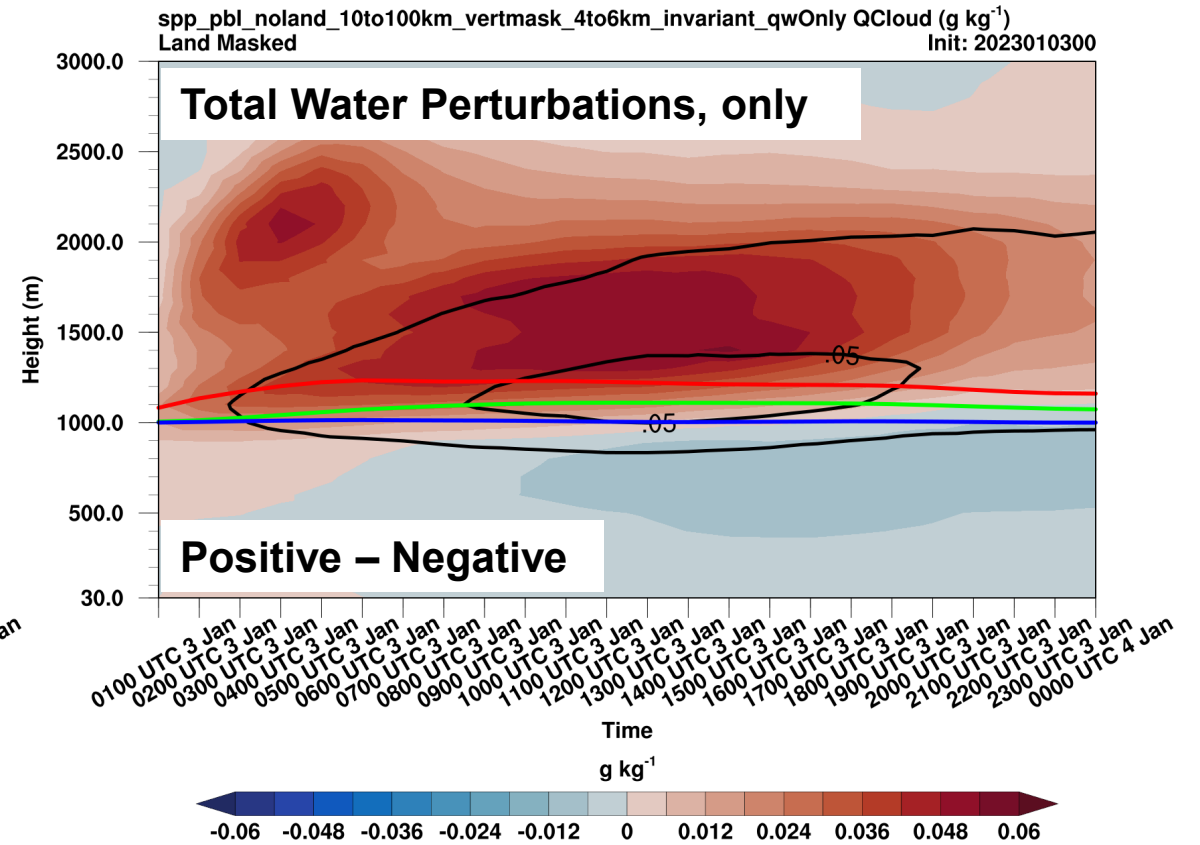 spp_pbl_noland_10to100km_vertmask_4to6km_invariant_qwOnly QCloud (g kg-1)
Land Masked Init: 2023010300
3000.0
Total Water Perturbations, only
2500.0
2000.0
1500.0
1000.0
500.0
30.0
Height (m)
.05
.05
Positive – Negative
an
0100 UTC 3 Jan
0200 UTC 3 Jan
0300 UTC 3 Jan
0400 UTC 3 Jan
0500 UTC 3 Jan
0600 UTC 3 Jan
0700 UTC 3 Jan
0800 UTC 3 Jan
0900 UTC 3 Jan
1000 UTC 3 Jan
1100 UTC 3 Jan
1200 UTC 3 Jan
1300 UTC 3 Jan
1400 UTC 3 Jan
1500 UTC 3 Jan
1600 UTC 3 Jan
1700 UTC 3 Jan
1800 UTC 3 Jan
1900 UTC 3 Jan
2000 UTC 3 Jan
2100 UTC 3 Jan
2200 UTC 3 Jan
2300 UTC 3 Jan
0000 UTC 4 Jan
Time
g kg-1
-0.06 -0.048 -0.036 -0.024 -0.012 0 0.012 0.024 0.036 0.048 0.06